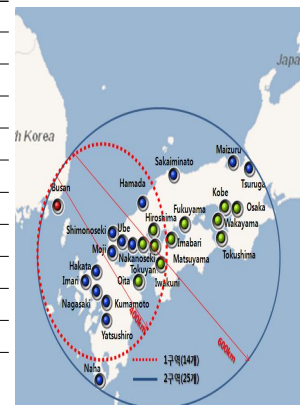 Japa
h Korea
Maizuru
Sakaiminato
Tsuruga
Busan
Hamada
Kobe
Fukuyama
Osaka
Hiroshima
Wakayama
Shimonoseki
Ube
Imabari
Tokushima
Moji
Nakanoseki
Matsuyama
Tokuyan
Hakata
Oita
Iwakuni
Imari
Nagasaki
Kumamoto
400km
Yatsushiro
600km
Naha
1구역(14개)
2구역(25개)